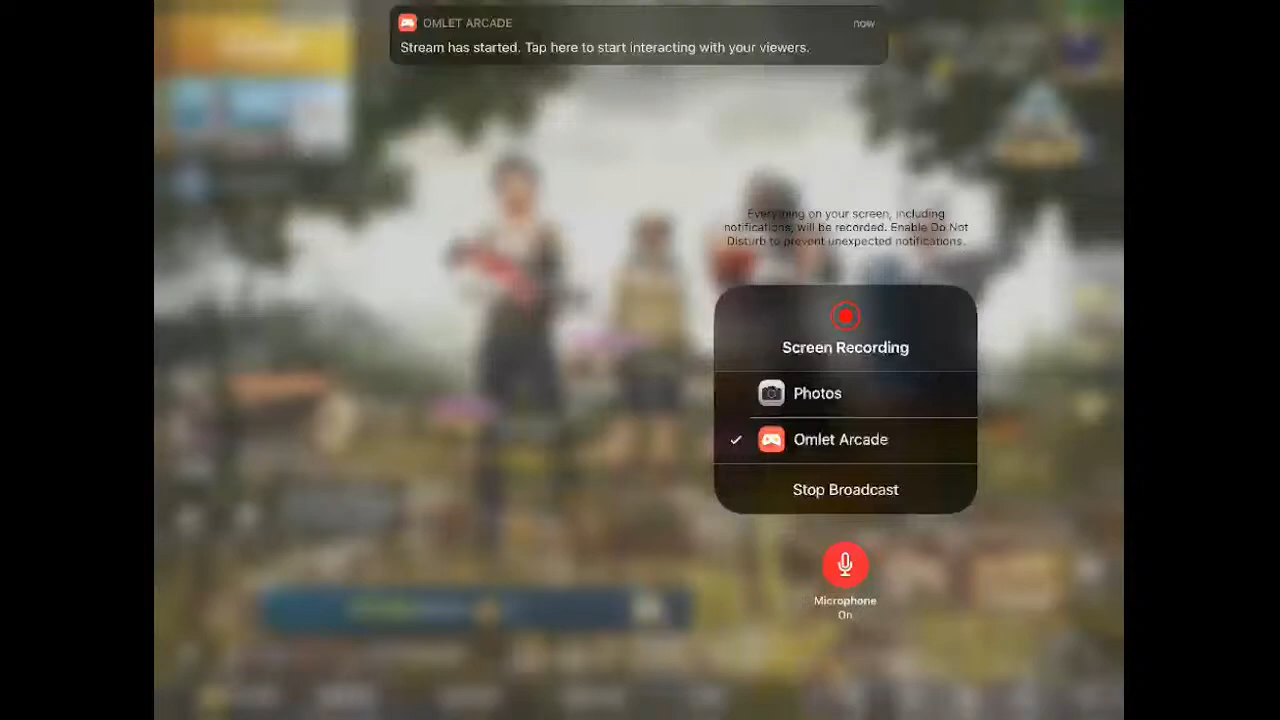 OMLET ARCADE
now
Stream has started. Tap here to start interacting with your viewers.
Everything on your screen, including
notifications, will be recorded. Enable Do Not
Disturb to prevent unexpected notifications.
Screen Recording
Photos
Omlet Arcade
Stop Broadcast
Microphone
On